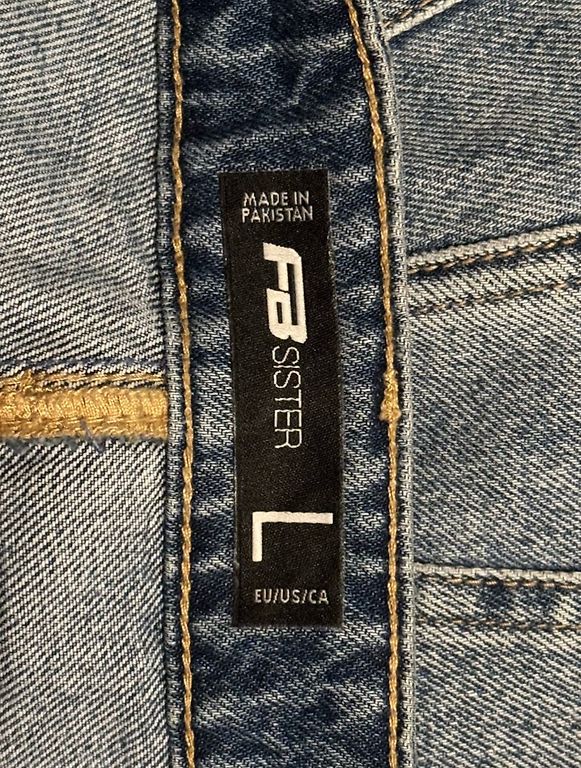 MADE IN
PAKISTAN
FB SISTER
L
EU/US/CA